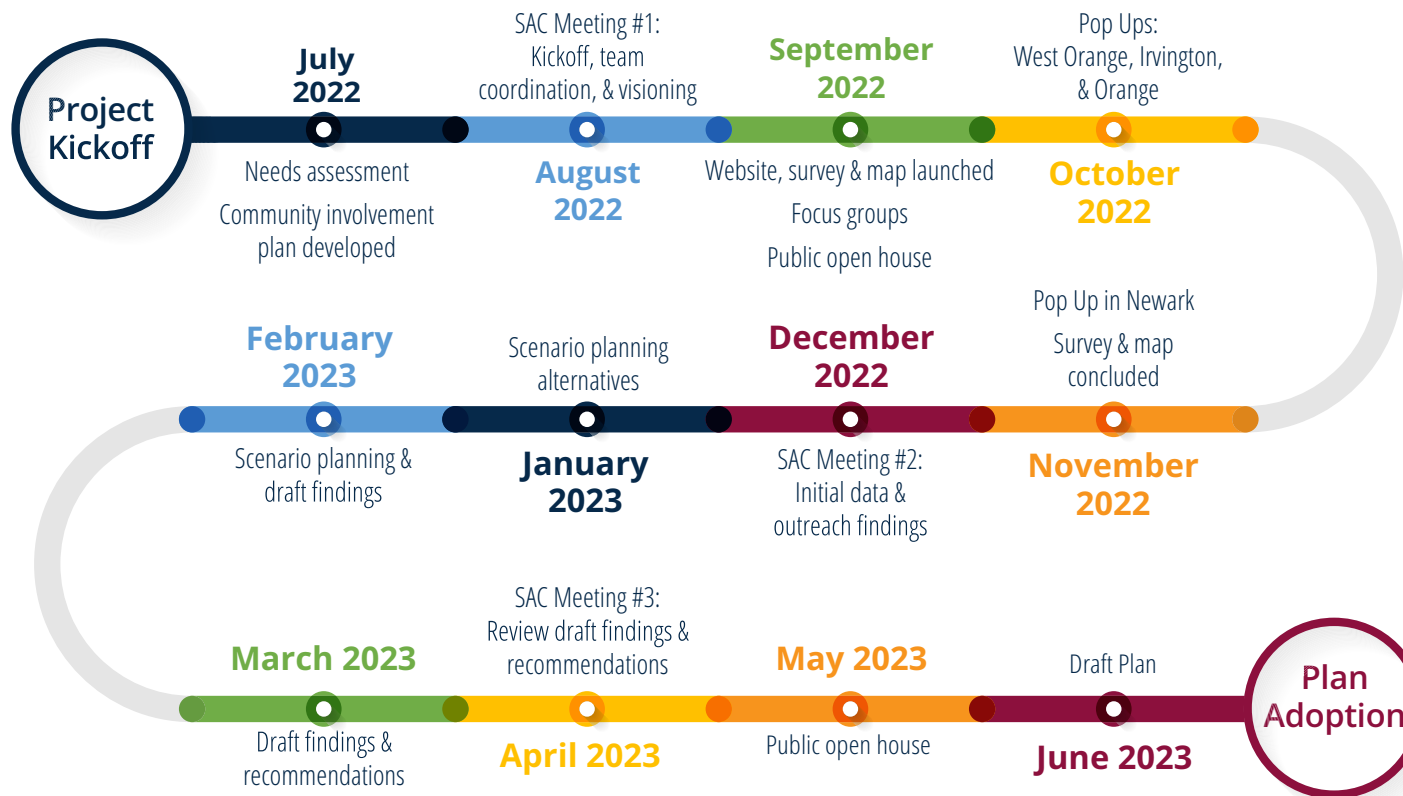 Project
Kickoff
July
2022
Needs assessment
Community involvement
plan developed
SAC Meeting #1:
Kickoff, team
coordination, & visioning
August
2022
September
2022
Website, survey & map launched
Focus groups
Public open house
Pop Ups:
West Orange, Irvington,
& Orange
October
2022
Pop Up in Newark
Survey & map
concluded
November
2022
December
2022
SAC Meeting #2:
Initial data &
outreach findings
Scenario planning
alternatives
January
2023
February
2023
Scenario planning &
draft findings
March 2023
Draft findings &
recommendations
SAC Meeting #3:
Review draft findings &
recommendations
April 2023
May 2023
Public open house
Draft Plan
June 2023
Plan
Adoption